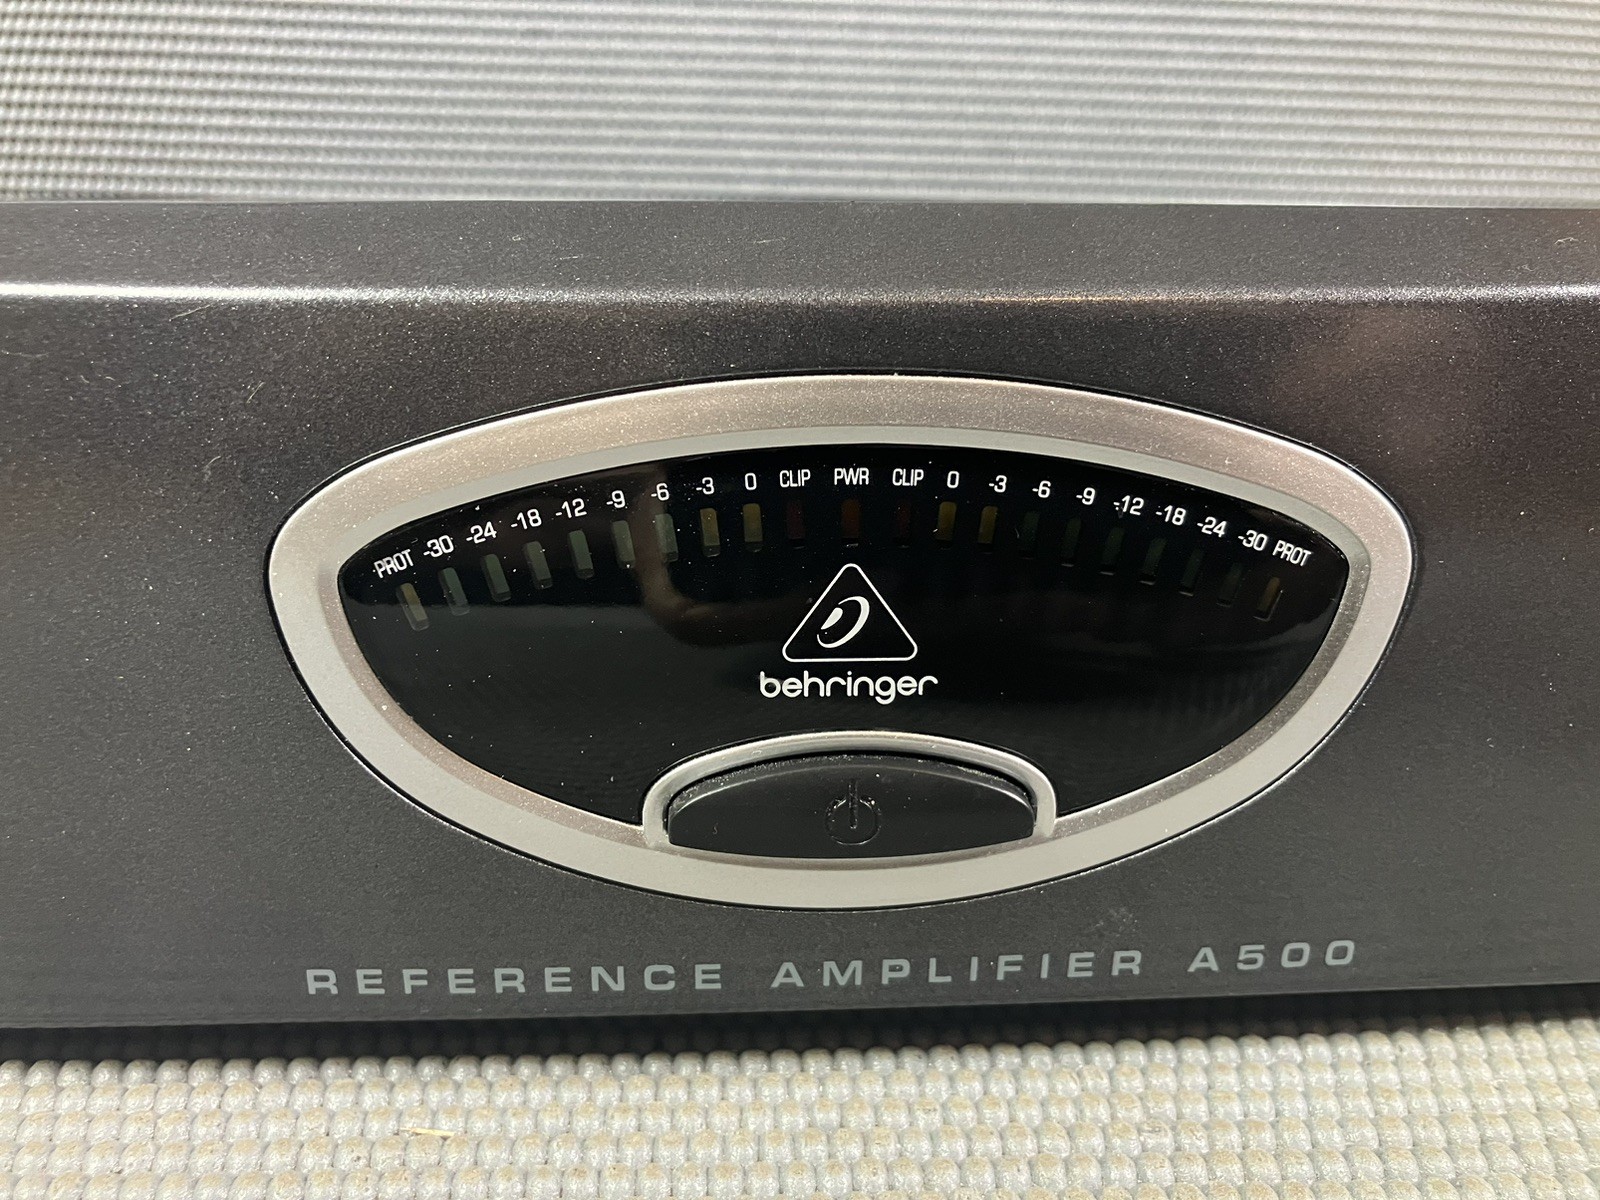 PROT -30 -24 -18 -12 -9 -6 -3 0 CLIP PWR CLIP 0 -3 -6 -9 -12 -18 -24 -30 PROT
behringer
REFERENCE AMPLIFIER A500